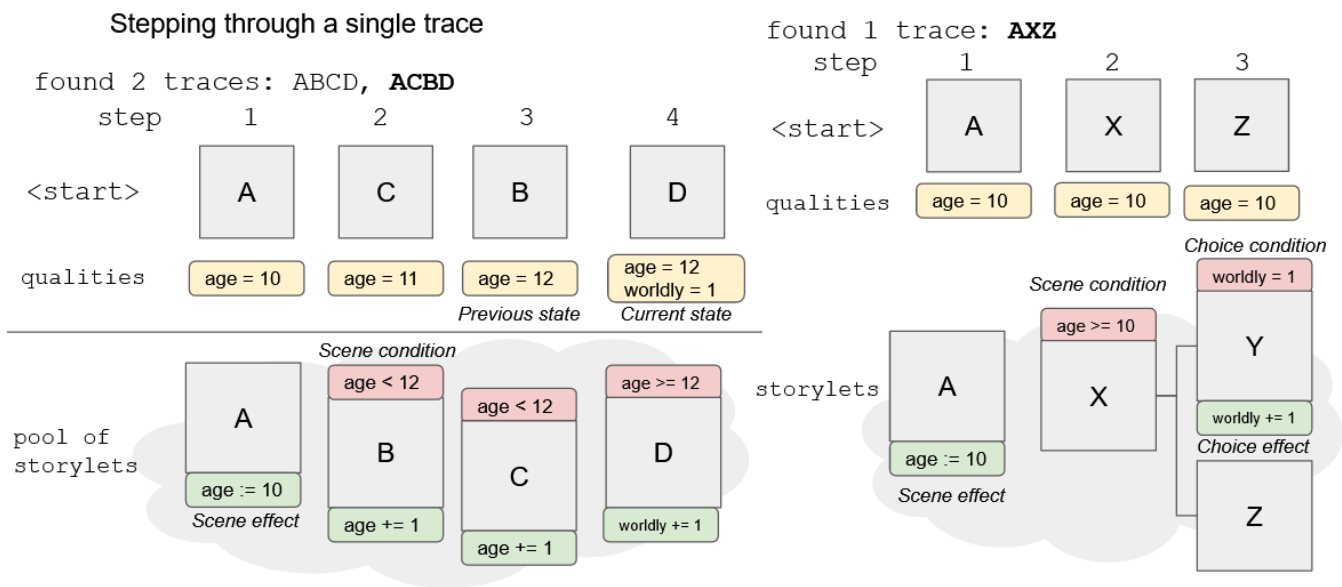 Stepping through a single trace
found 2 traces: ABCD, ACBD
step 1 2 3 4
<start> A C B D
qualities age = 10 age = 11 age = 12 age = 12
worldly = 1
Previous state Current state
pool of
storylets
A
age := 10
Scene effect
Scene condition
age < 12
B
age += 1
age < 12
C
age += 1
age >= 12
D
worldly += 1
found 1 trace: AXZ
step 1 2 3
<start> A X Z
qualities age = 10 age = 10 age = 10
storylets
A
age := 10
Scene effect
Scene condition
age >= 10
X
Choice condition
worldly = 1
Y
worldly += 1
Choice effect
Z